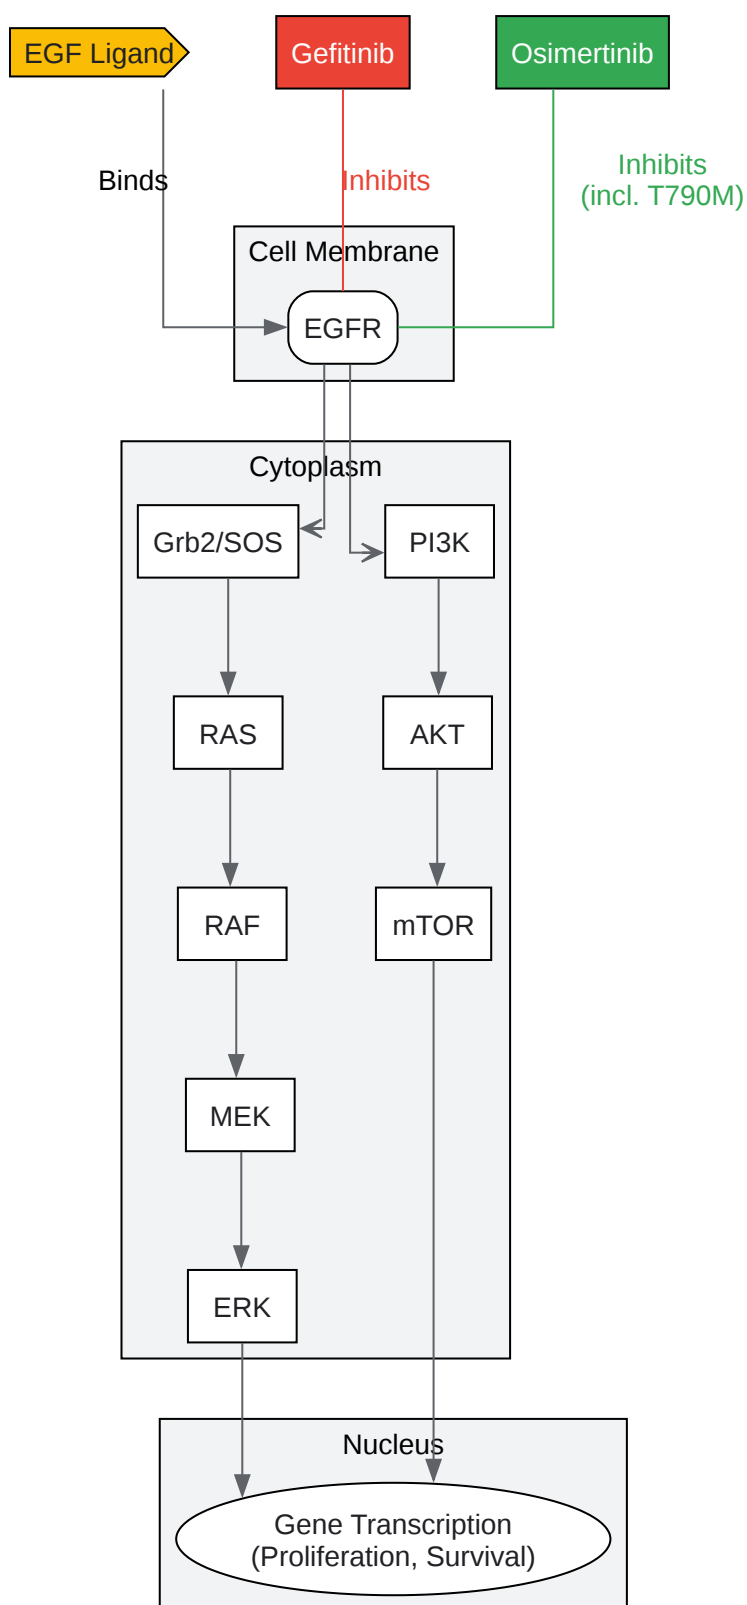 EGF Ligand
Gefitinib
Osimertinib
Binds
Inhibits
Inhibits
(incl. T790M)
Cell Membrane
EGFR
Cytoplasm
Grb2/SOS
PI3K
RAS
AKT
RAF
mTOR
MEK
ERK
Nucleus
Gene Transcription
(Proliferation, Survival)